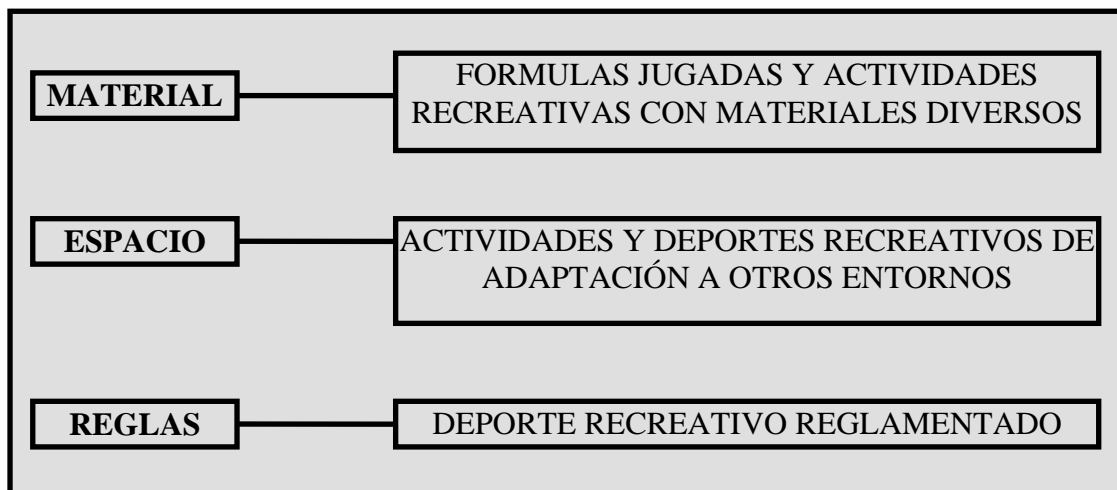 MATERIAL
FORMULAS JUGADAS Y ACTIVIDADES
RECREATIVAS CON MATERIALES DIVERSOS
ESPACIO
ACTIVIDADES Y DEPORTES RECREATIVOS DE
ADAPTACIÓN A OTROS ENTORNOS
REGLAS
DEPORTE RECREATIVO REGLAMENTADO